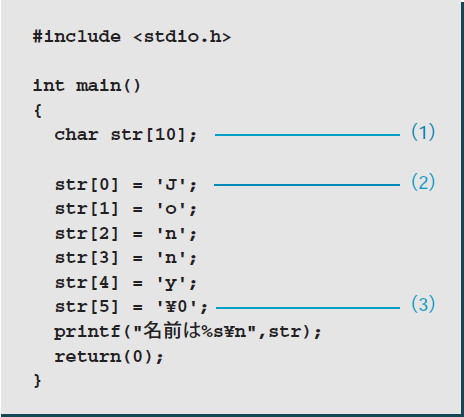 #include <stdio.h>
int main()
{
char str[10]; (1)
str[0] = 'J'; (2)
str[1] = 'o';
str[2] = 'n';
str[3] = 'n';
str[4] = 'y';
str[5] = '¥0'; (3)
printf("名前は%s¥n",str);
return(0);
}